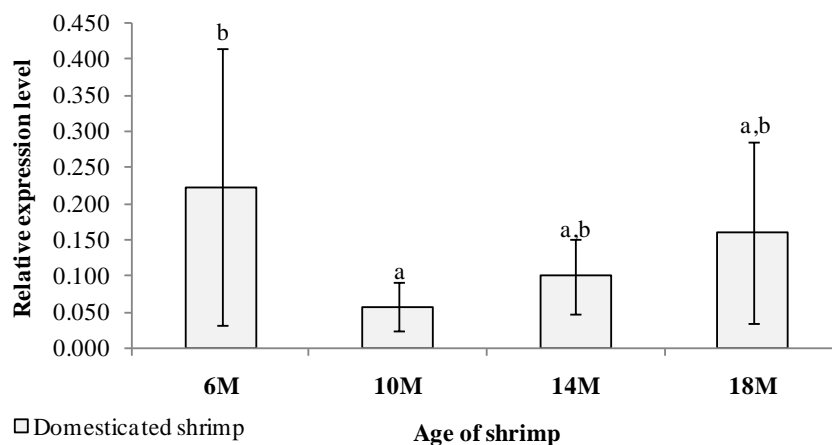 Relative expression level
0.450
0.400
0.350
0.300
0.250
0.200
0.150
0.100
0.050
0.000
b
a
a,b
a,b
6M
10M
14M
18M
Domesticated shrimp
Age of shrimp